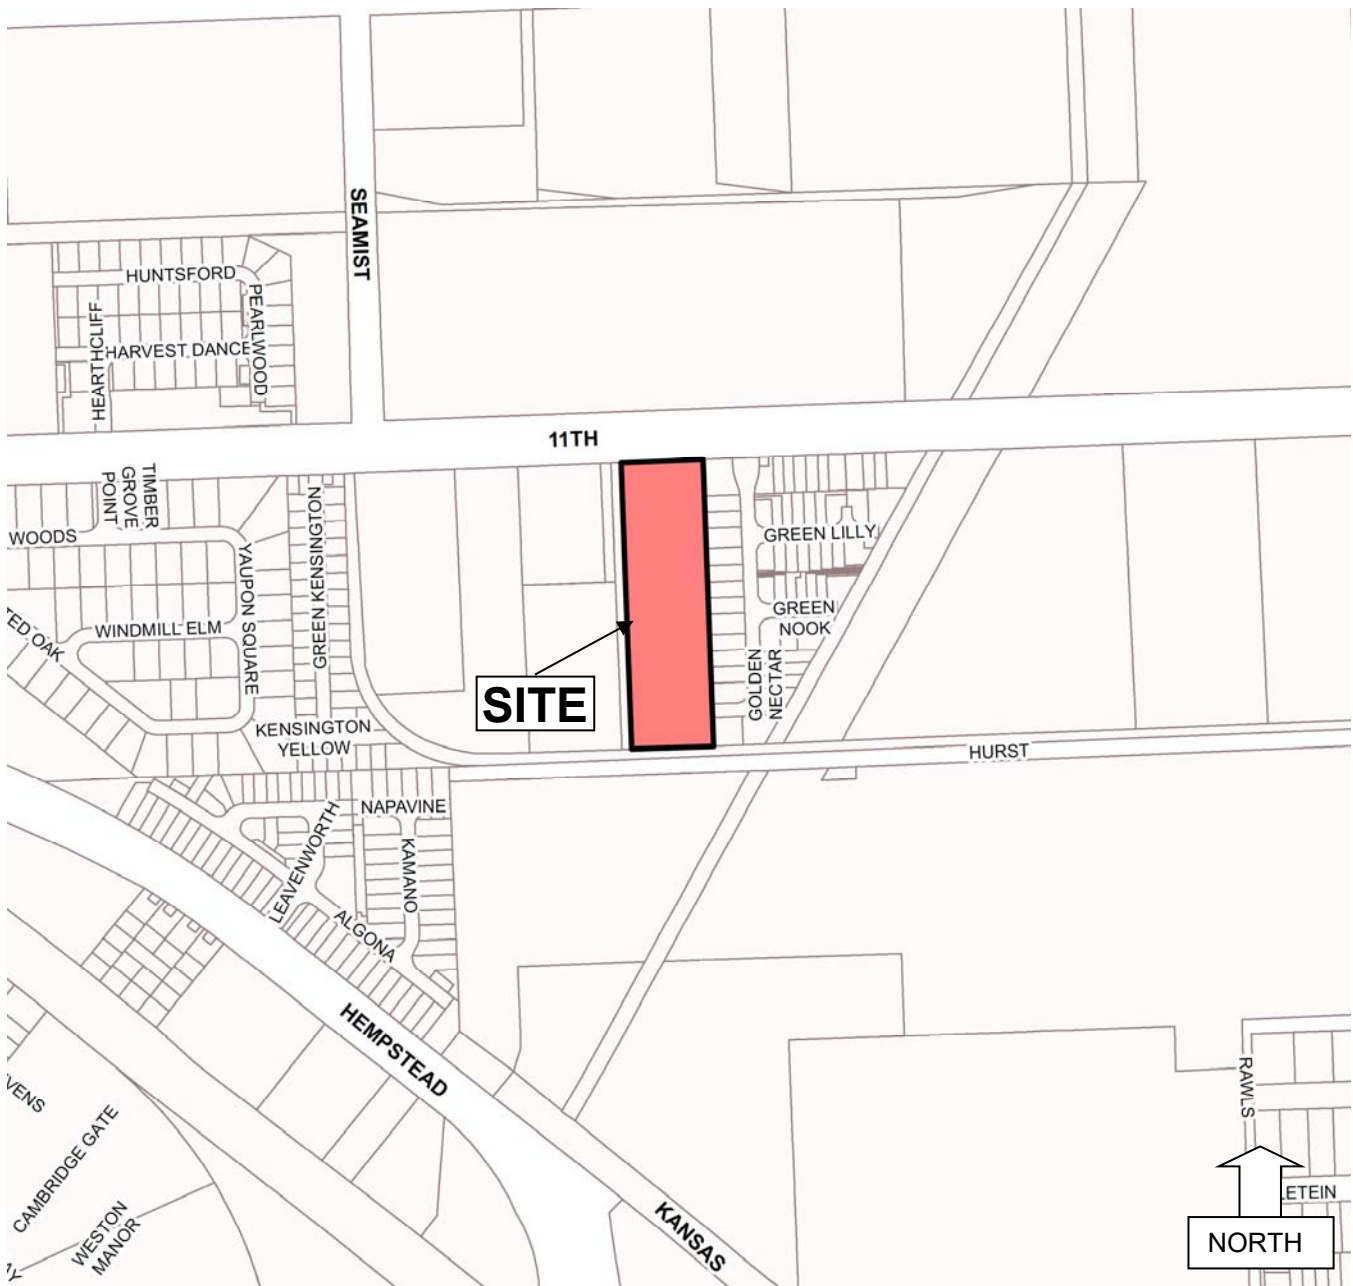 SEAMIST
HUNTSFORD
PEARLWOOD
HEARTHCLIFF
HARVEST DANCE
11TH
TIMBER
GROVE
POINT
WOODS
GREEN KENSINGTON
YAUPON SQUARE
WINDMILL ELM
TED OAK
GREEN LILLY
GREEN
NOOK
GOLDEN
NECTAR
SITE
KENSINGTON
YELLOW
HURST
NAPAVINE
LEAVENWORTH
KAMANO
ALGONA
HEMPSTEAD
KANSAS
RAWLS
LETEIN
VENS
CAMBRIDGE GATE
WESTON
MANOR
AY
NORTH